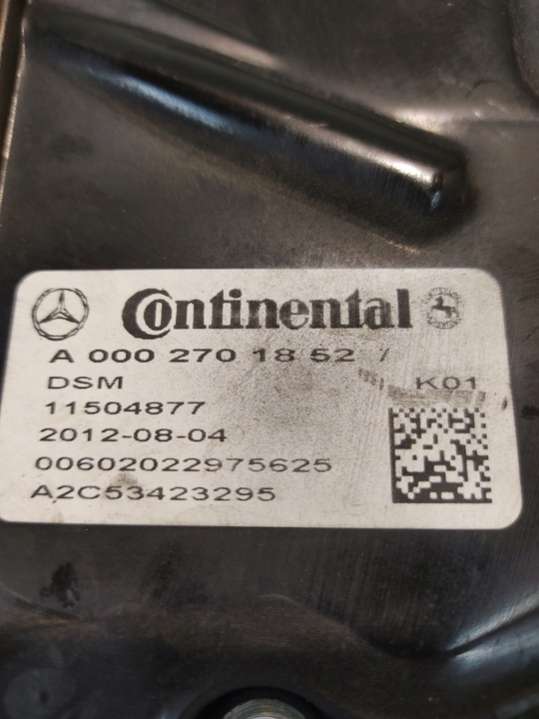 Continental
A 000 270 18 52 /
DSM K01
11504877
2012-08-04
00602022975625
A2C53423295